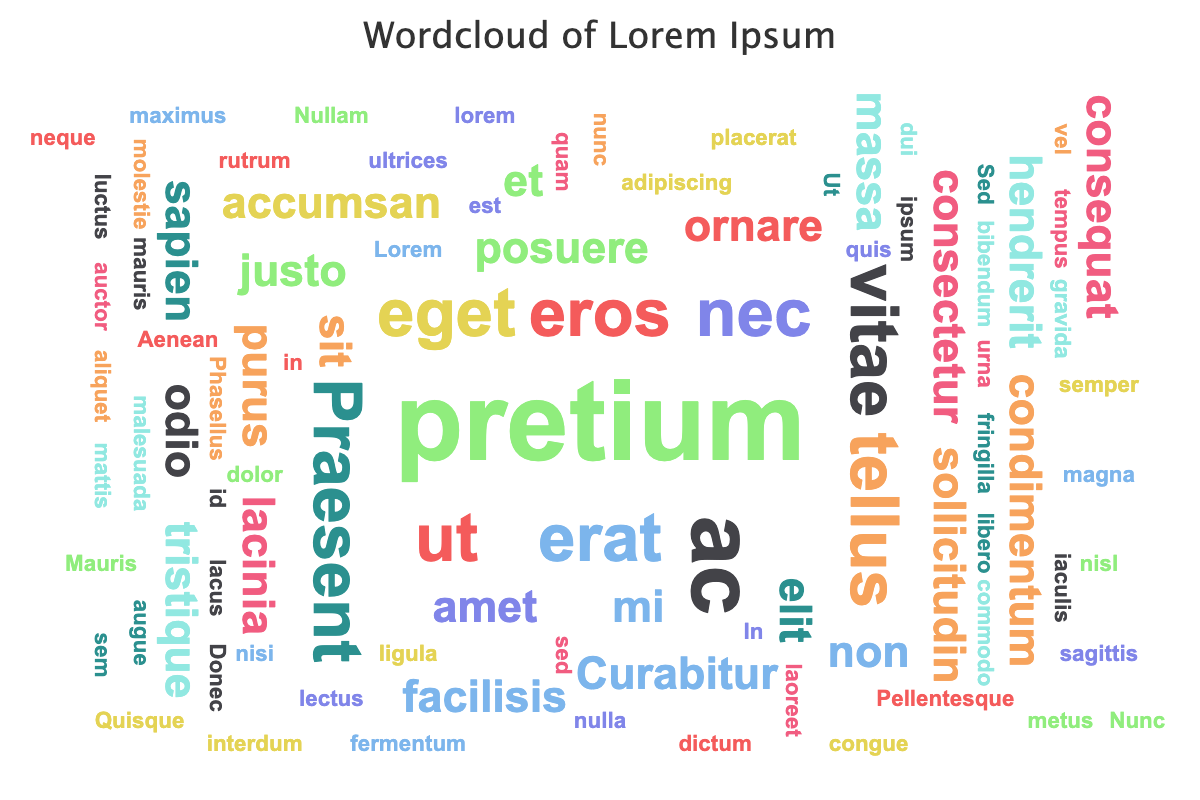 Wordcloud of Lorem Ipsum
maximus
Nullam
lorem
neque
molestie
rutrum
ultrices
quam
nunc
placerat
massa
dui
vel
consequat
luctus
sapien
accumsan
et
est
adipiscing
Ut
ipsum
consectetur
Sed
hendrerit
tempus
mauris
justo
Lorem
posuere
ornare
quis
bibendum
gravida
auctor
Aenean
purus
sit
eget
eros
nec
vitae
urna
aliquet
Phasellus
in
Praesent
pretium
condimentum
semper
odio
malesuada
mattis
dolor
id
lacinia
tellus
sollicitudin
fringilla
magna
tristique
ut
erat
ac
libero
Mauris
lacus
iaculis
nisl
augue
amet
mi
elit
commodo
sem
Donec
nisi
ligula
sed
In
non
sagittis
Curabitur
laoreet
lectus
facilisis
Pellentesque
Quisque
nulla
metus
Nunc
interdum
fermentum
dictum
congue